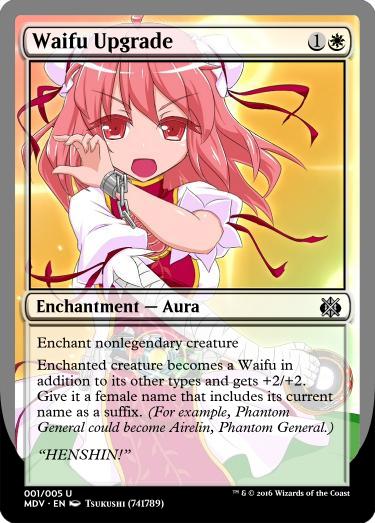 Waifu Upgrade 1
Enchantment — Aura
Enchant nonlegendary creature
Enchanted creature becomes a Waifu in
addition to its other types and gets +2/+2.
Give it a female name that includes its current
name as a suffix. (For example, Phantom
General could become Airelin, Phantom General.)
“HENSHIN!”
001/005 U
MDV • EN Tsukushi (741789)
™ & © 2016 Wizards of the Coast